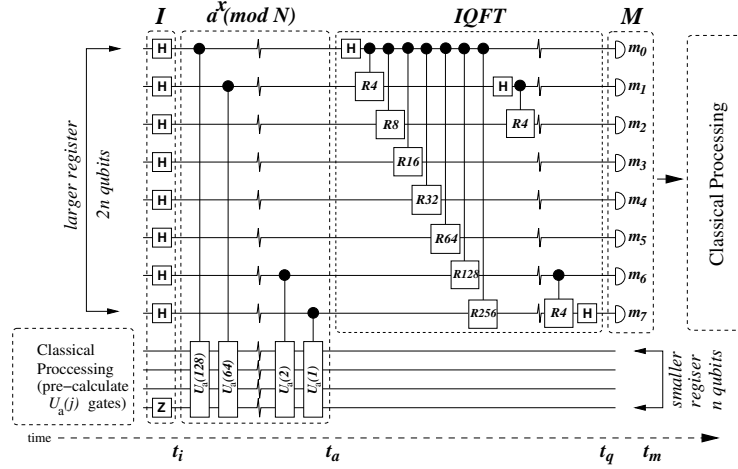 I
a^x (mod N)
IQFT
M
larger register
2n qubits
H
H
H
H
H
H
H
H
H
H
H
m0
m1
m2
m3
m4
m5
m6
m7
R4
R8
R16
R32
R64
R128
R256
R4
R4
Classical Processing
Classical
Proccessing
(pre-calculate
Ua(j) gates)
Z
Ua(128)
Ua(64)
Ua(2)
Ua(1)
smaller
regiser
n qubits
time
ti
ta
tq
tm